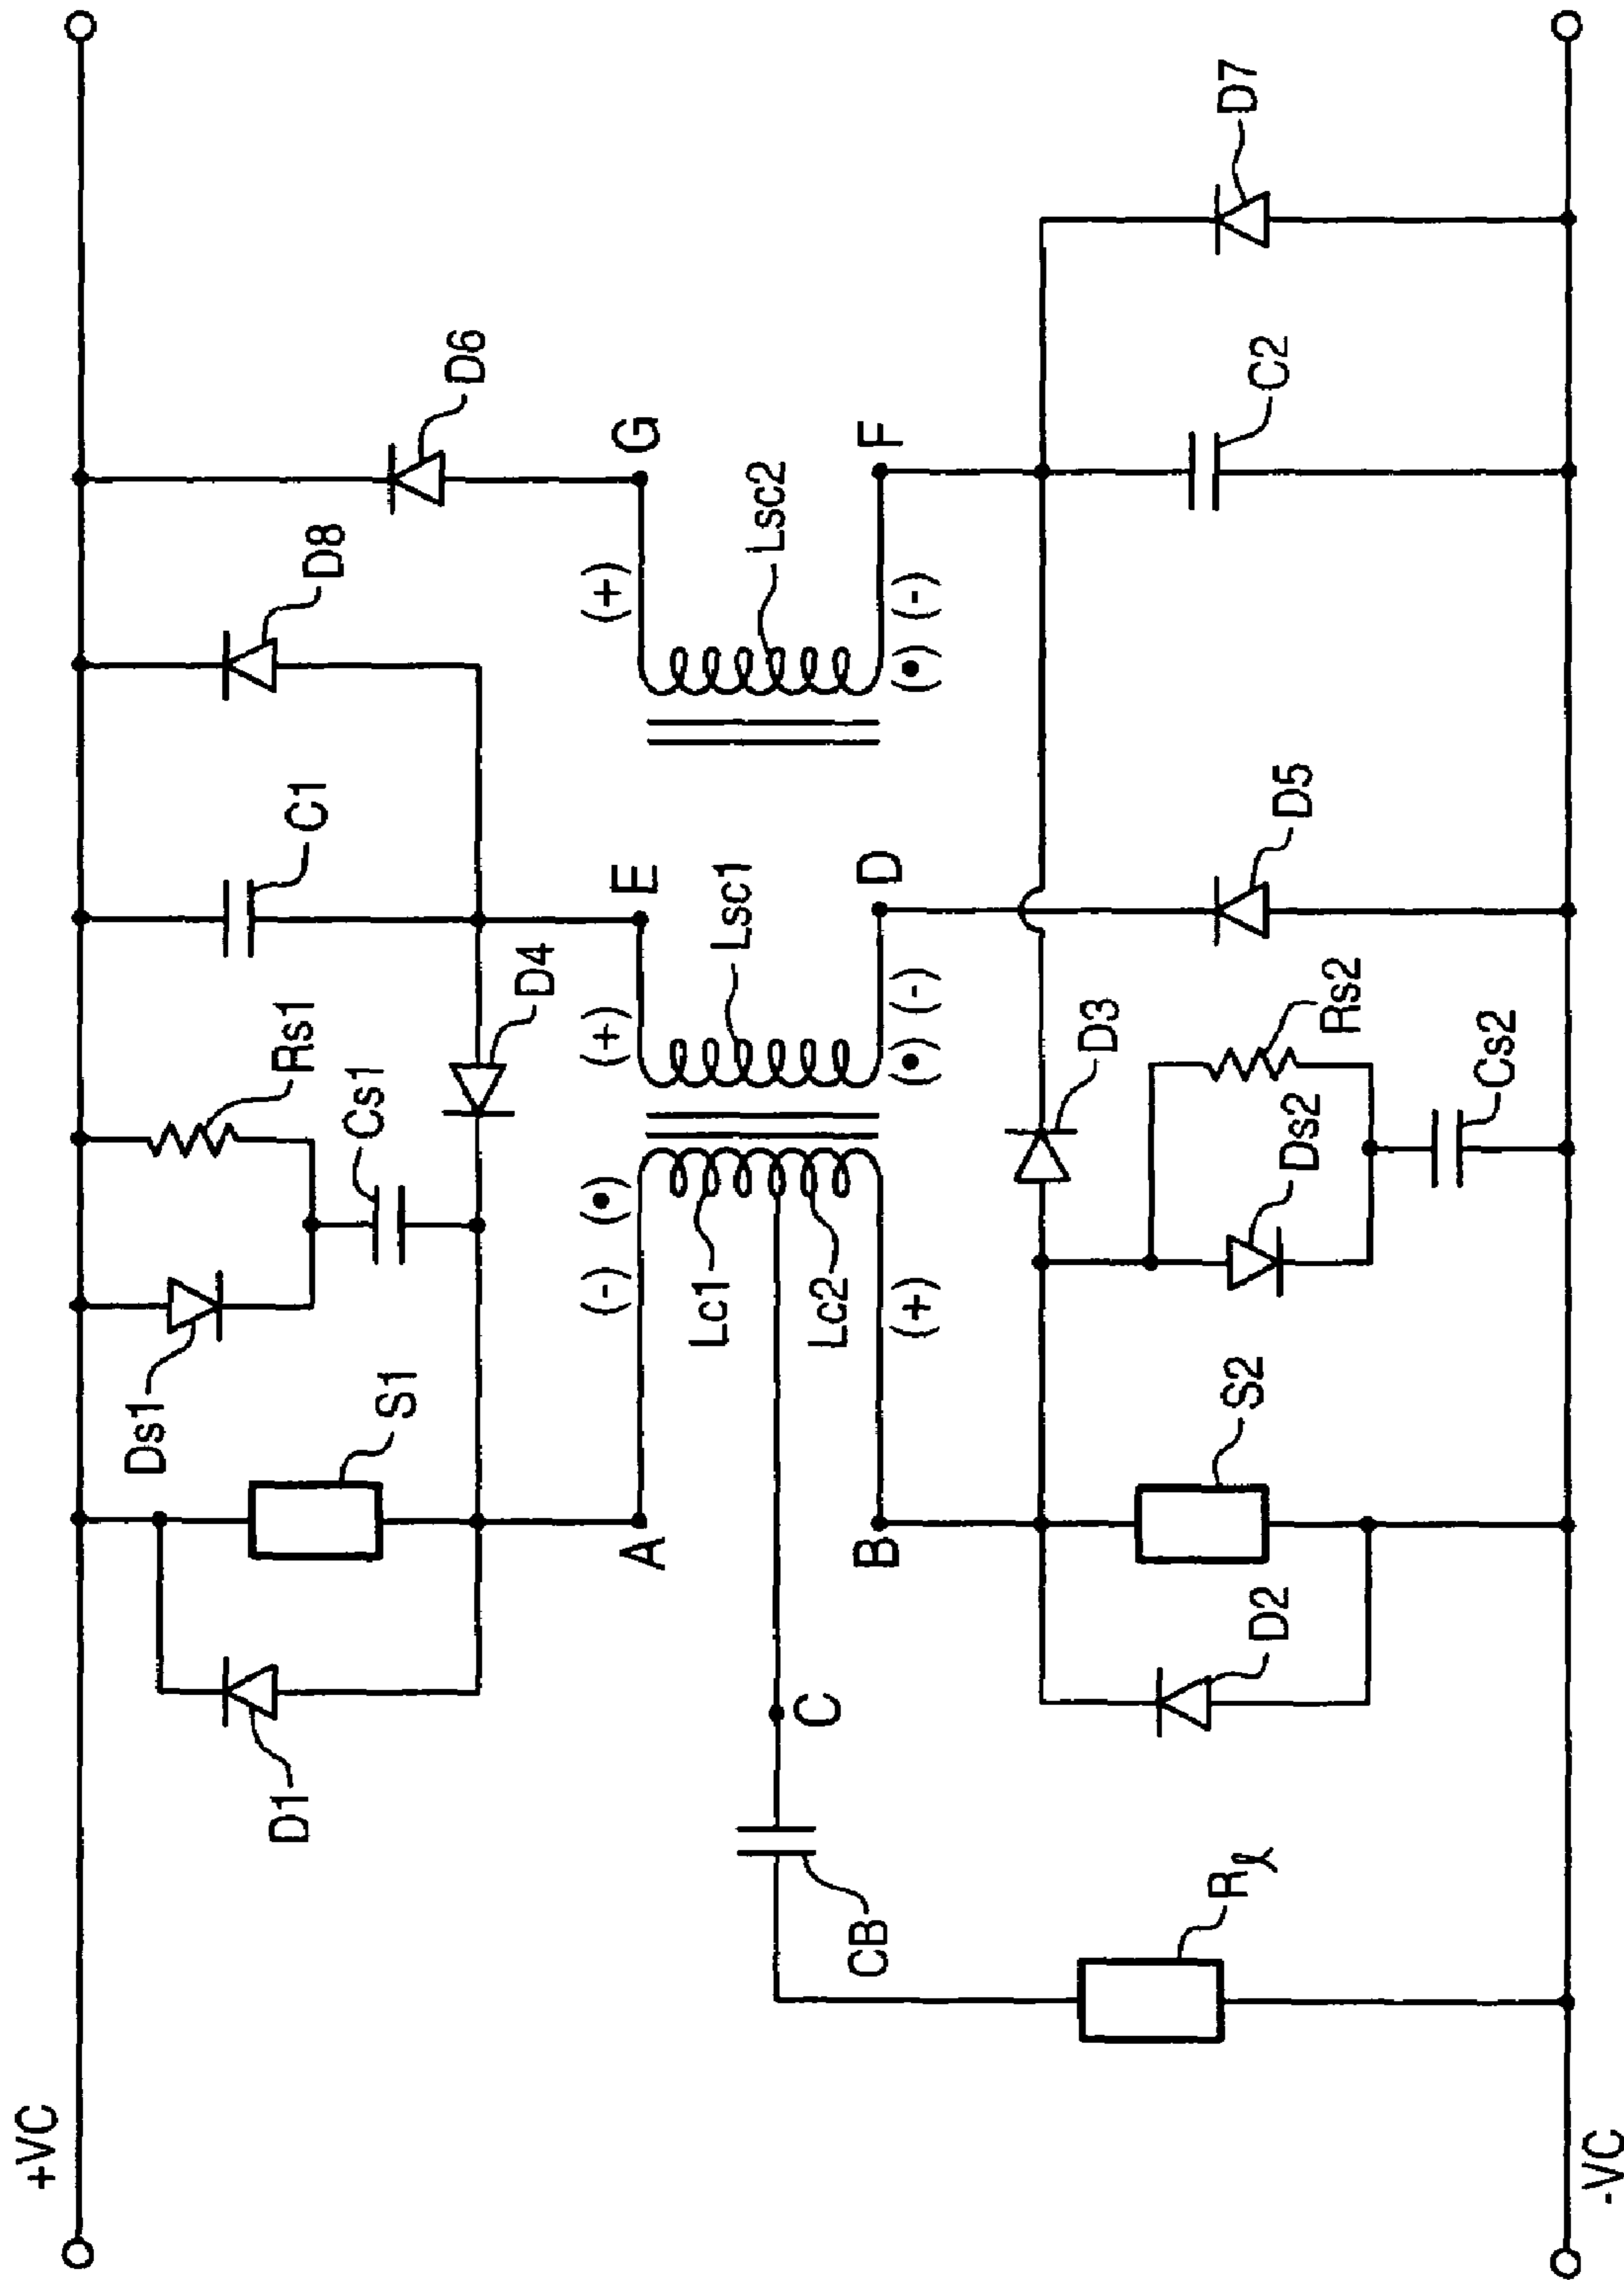 +VC
D6
D8
C1
Rs1
Cs1
D4
Ds1
S1
D1
G
(+)
Lsc2
(-)
(•)
F
E
(+)
Lsc1
(•)
(-)
D
(•)
(-)
Lc1
Lc2
(+)
A
B
C
CB
Rℓ
D7
C2
D5
D3
Rs2
Ds2
Cs2
S2
D2
-VC